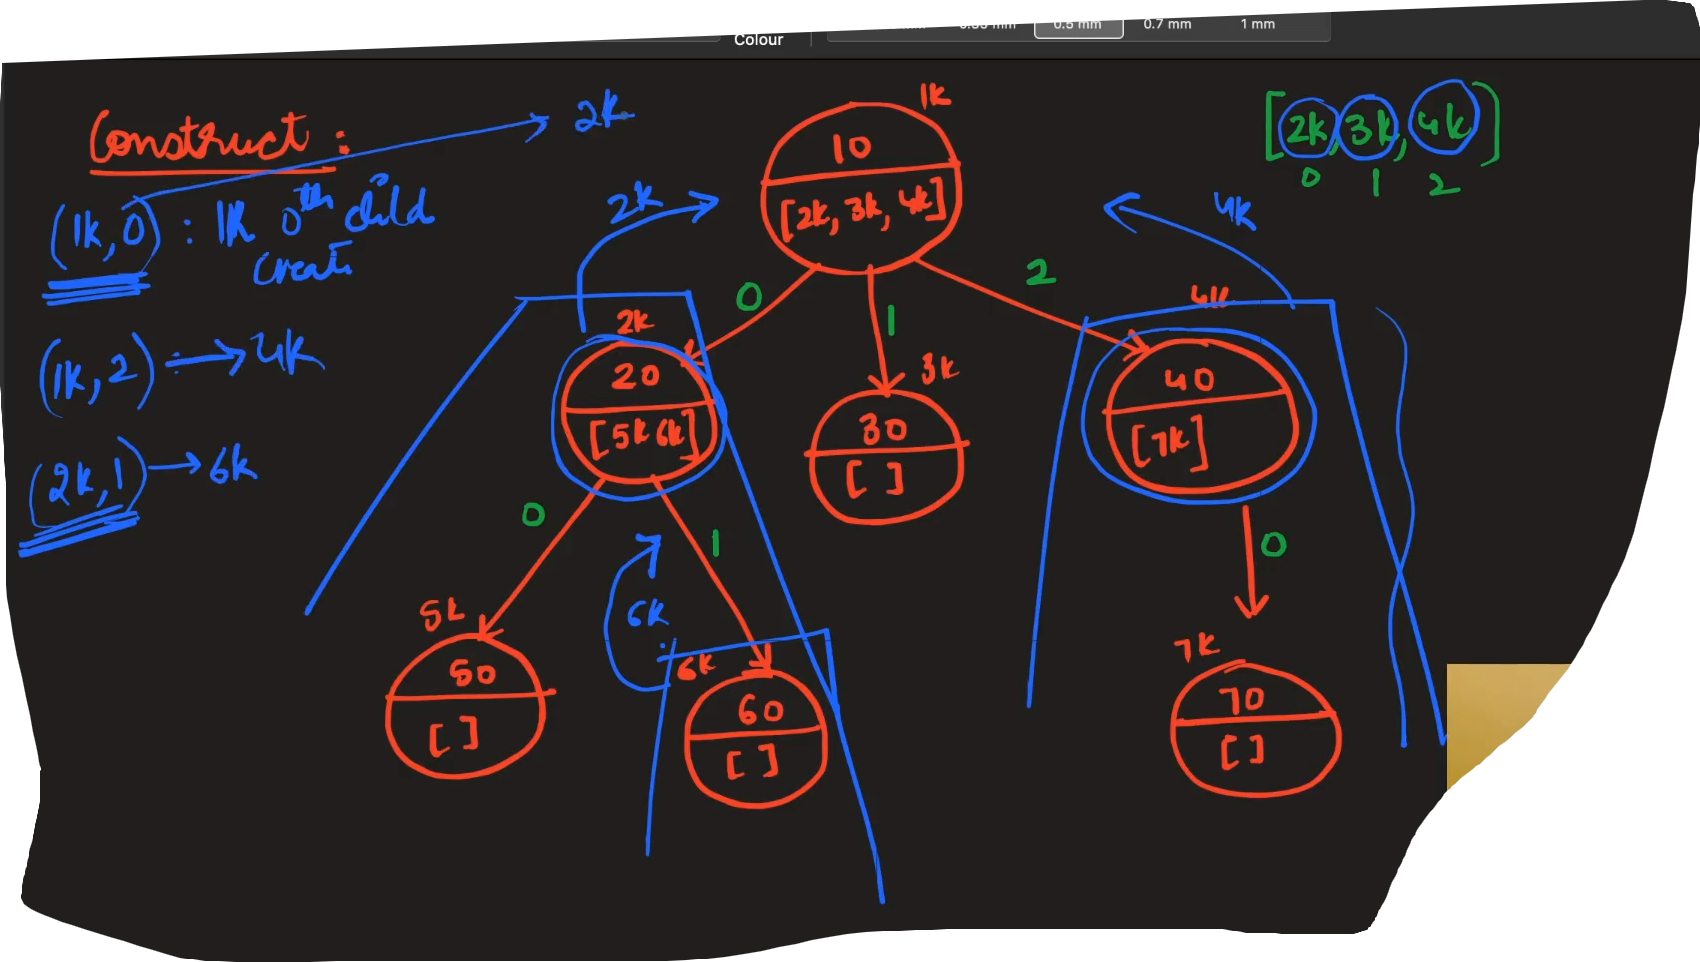 Colour
0.5 mm
0.7 mm
1 mm
Construct :
2k
1k
10
[2k, 3k, 4k]
[2k, 3k, 4k]
0 1 2
(1k, 0) : 1k 0th child
create
2k
4k
0
1
2
(1k, 2) : → 4k
(2k, 1) → 6k
2k
20
[5k 6k]
3k
30
[ ]
4k
40
[7k]
0
1
0
6k
5k
50
[ ]
6k
60
[ ]
7k
70
[ ]